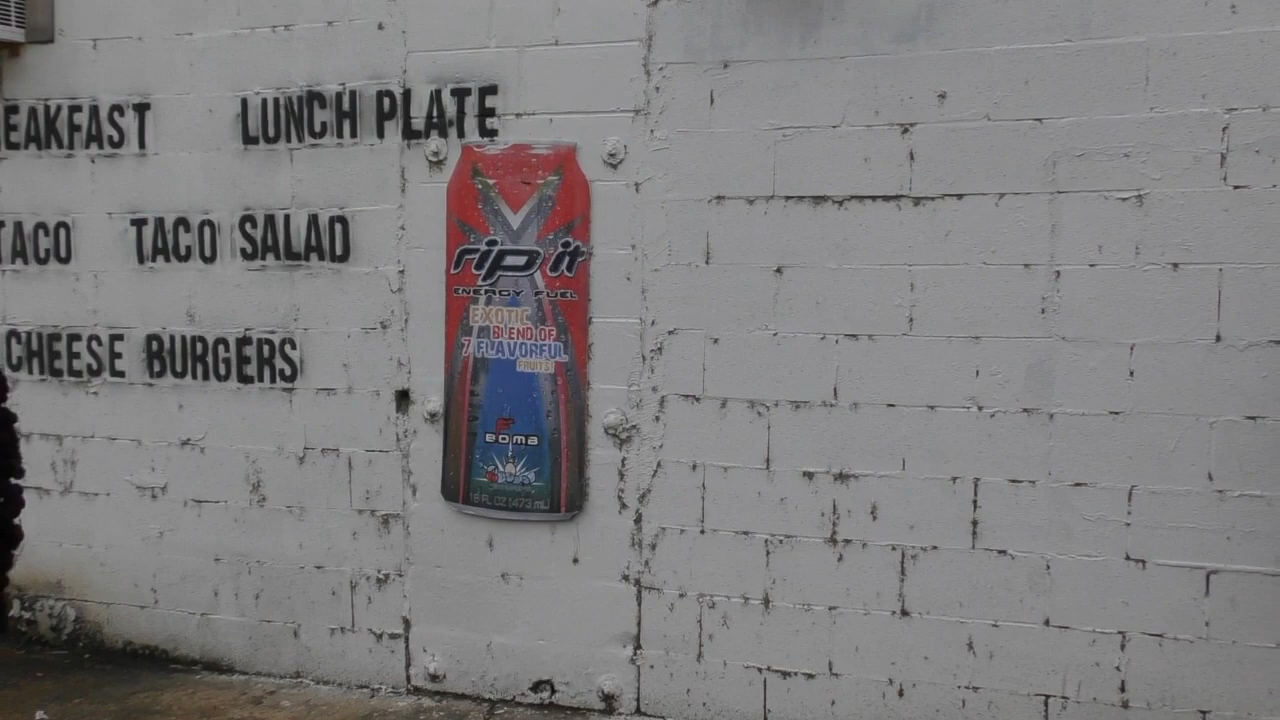 EAKFAST LUNCH PLATE
TACO TACO SALAD
CHEESE BURGERS
rip it
ENERGY FUEL
EXOTIC
BLEND OF
7 FLAVORFUL
FRUITS!
F
BOMB
16 FL OZ (473 mL)